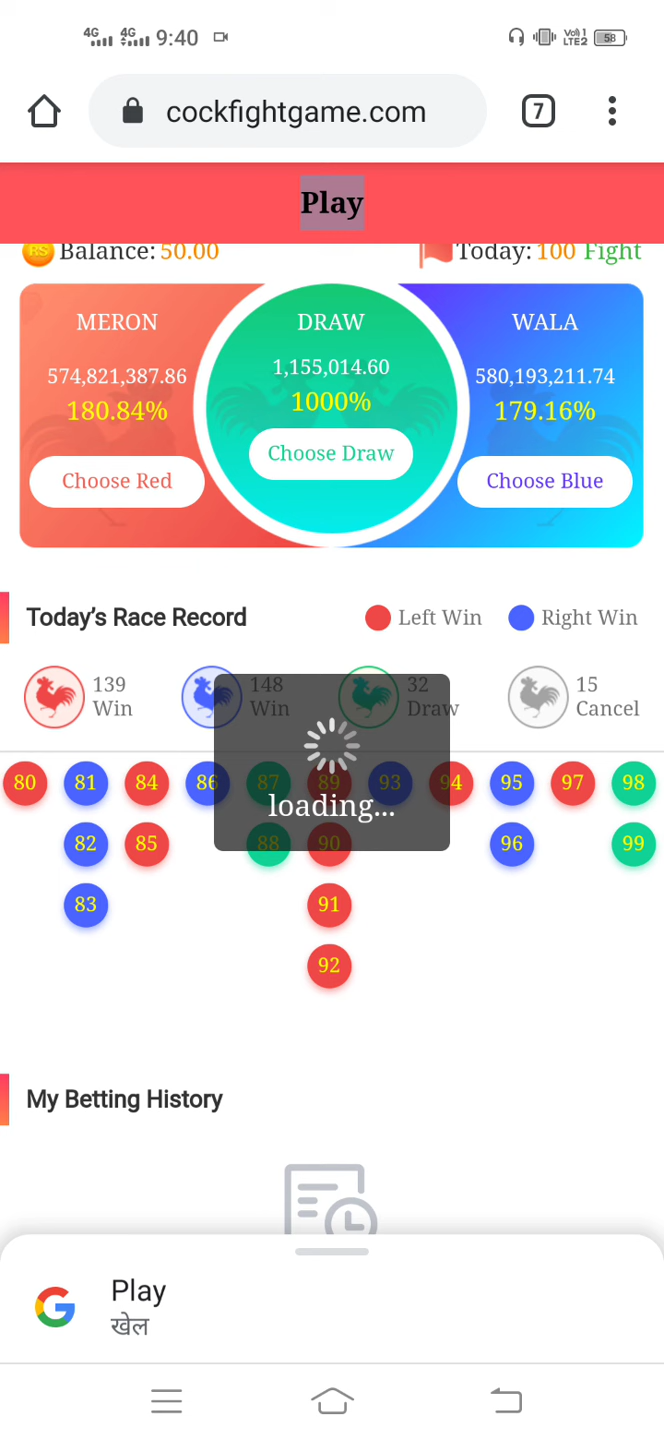 4G 4G 9:40 Vo) 1 LTE2 58
cockfightgame.com 7
Play
RS Balance: 50.00 Today: 100 Fight
MERON DRAW WALA
574,821,387.86 1,155,014.60 580,193,211.74
180.84% 1000% 179.16%
Choose Red Choose Draw Choose Blue
Today's Race Record Left Win Right Win
139 148 32 15
Win Win Draw Cancel
80 81 84 86 87 89 93 94 95 97 98
loading...
82 85 88 90 96 99
83 91
92
My Betting History
Play
खेल